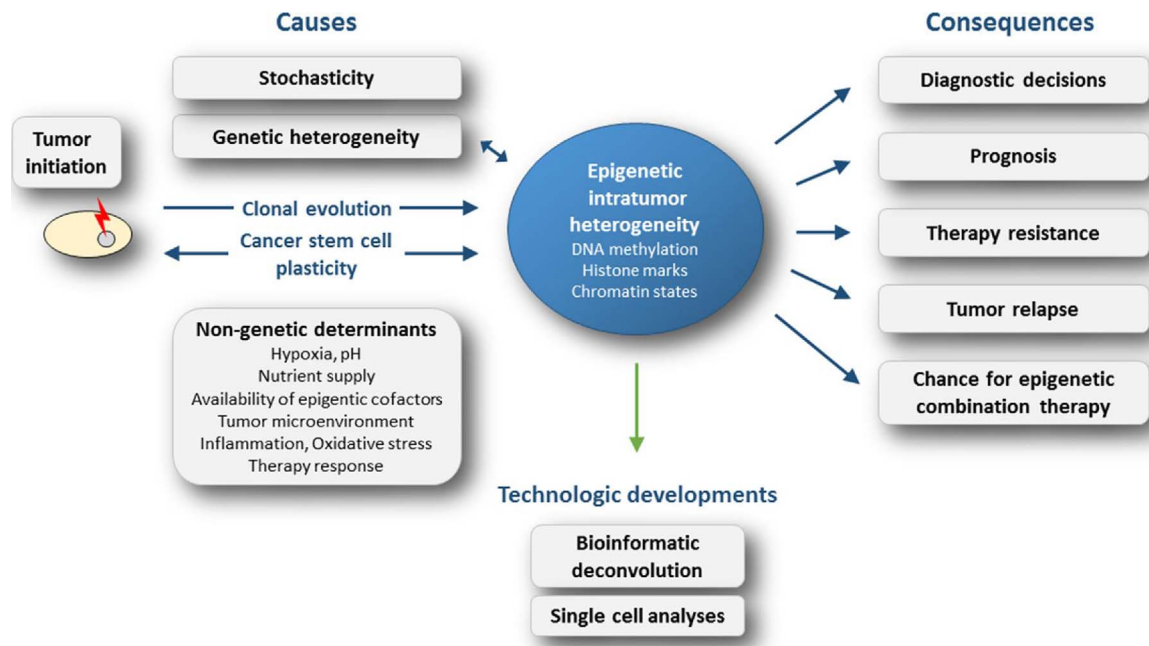 Causes
Stochasticity
Genetic heterogeneity
Tumor
initiation
Clonal evolution
Cancer stem cell
plasticity
Non-genetic determinants
Hypoxia, pH
Nutrient supply
Availability of epigentic cofactors
Tumor microenvironment
Inflammation, Oxidative stress
Therapy response
Epigenetic
intratumor
heterogeneity
DNA methylation
Histone marks
Chromatin states
Consequences
Diagnostic decisions
Prognosis
Therapy resistance
Tumor relapse
Chance for epigenetic
combination therapy
Technologic developments
Bioinformatic
deconvolution
Single cell analyses